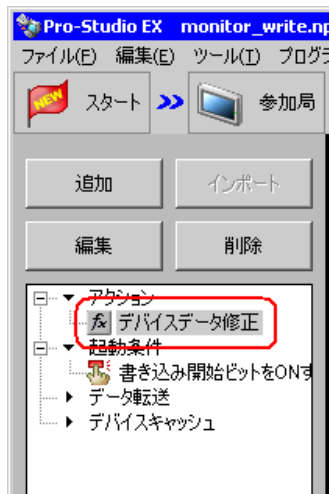 Pro-Studio EX monitor_write.np
ファイル(F) 編集(E) ツール(T) プログラ
NEW スタート 参加局
追加 インポート
編集 削除
アクション
fx デバイスデータ修正
起動条件
書き込み開始ビットをONす
データ転送
デバイスキャッシュ